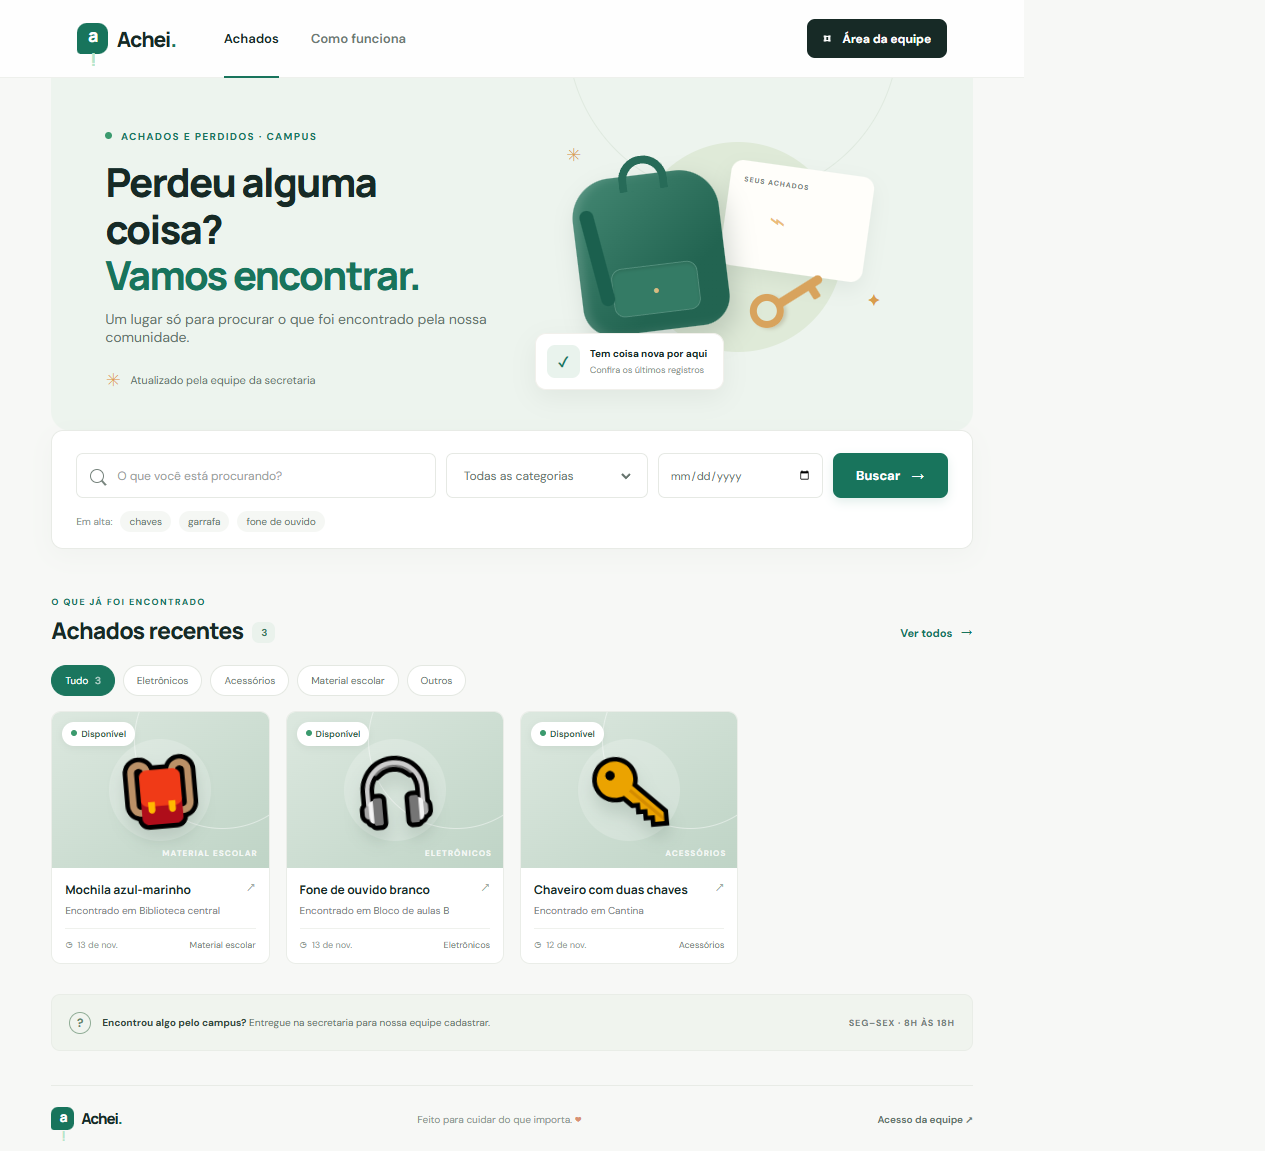 a Achei.
Achados
Como funciona
Área da equipe
ACHADOS E PERDIDOS · CAMPUS
Perdeu alguma
coisa?
Vamos encontrar.
Um lugar só para procurar o que foi encontrado pela nossa
comunidade.
Atualizado pela equipe da secretaria
SEUS ACHADOS
Tem coisa nova por aqui
Confira os últimos registros
O que você está procurando?
Todas as categorias
mm/dd/yyyy
Buscar →
Em alta:
chaves
garrafa
fone de ouvido
O QUE JÁ FOI ENCONTRADO
Achados recentes 3
Ver todos →
Tudo 3
Eletrônicos
Acessórios
Material escolar
Outros
Disponível
MATERIAL ESCOLAR
Mochila azul-marinho ↗
Encontrado em Biblioteca central
13 de nov.
Material escolar
Disponível
ELETRÔNICOS
Fone de ouvido branco ↗
Encontrado em Bloco de aulas B
13 de nov.
Eletrônicos
Disponível
ACESSÓRIOS
Chaveiro com duas chaves ↗
Encontrado em Cantina
12 de nov.
Acessórios
? Encontrou algo pelo campus? Entregue na secretaria para nossa equipe cadastrar.
SEG–SEX · 8H ÀS 18H
a Achei.
Feito para cuidar do que importa. ♥
Acesso da equipe ↗